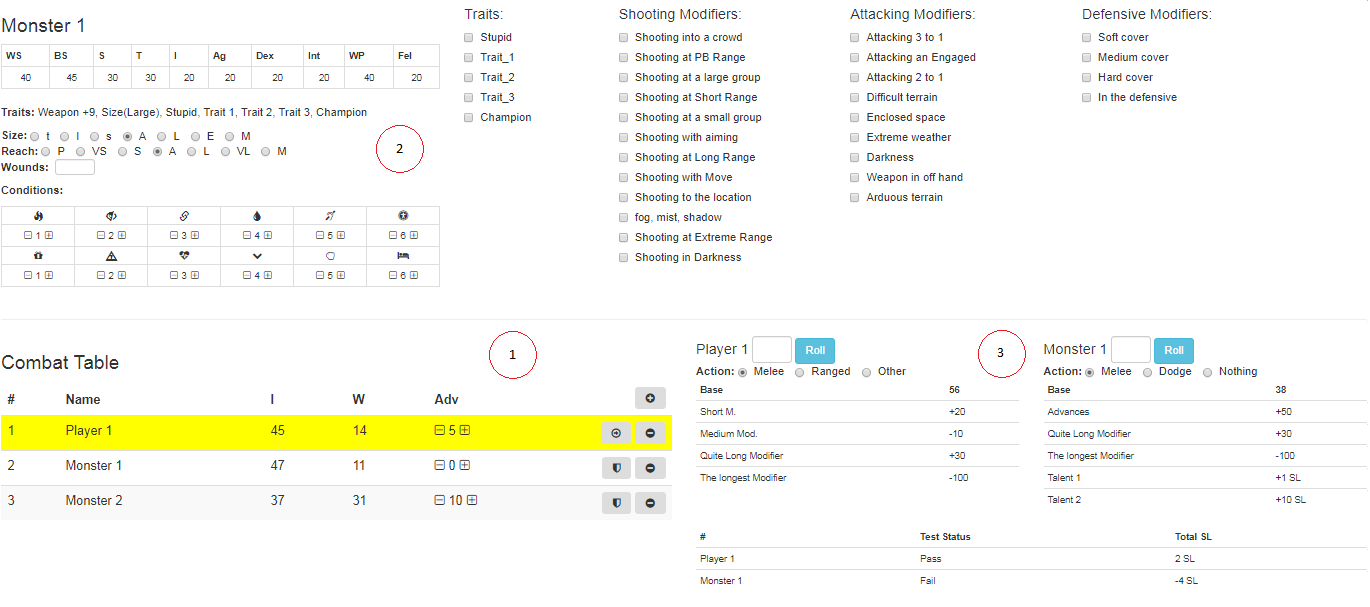 Monster 1
WS BS S T I Ag Dex Int WP Fel
40 45 30 30 20 20 20 20 40 20
Traits: Weapon +9, Size(Large), Stupid, Trait 1, Trait 2, Trait 3, Champion
Size: t l s A L E M
Reach: P VS S A L VL M
Wounds:
2
Conditions:
1 2 3 4 5 6
1 2 3 4 5 6
Traits:
Stupid
Trait_1
Trait_2
Trait_3
Champion
Shooting Modifiers:
Shooting into a crowd
Shooting at PB Range
Shooting at a large group
Shooting at Short Range
Shooting at a small group
Shooting with aiming
Shooting at Long Range
Shooting with Move
Shooting to the location
fog, mist, shadow
Shooting at Extreme Range
Shooting in Darkness
Attacking Modifiers:
Attacking 3 to 1
Attacking an Engaged
Attacking 2 to 1
Difficult terrain
Enclosed space
Extreme weather
Darkness
Weapon in off hand
Arduous terrain
Defensive Modifiers:
Soft cover
Medium cover
Hard cover
In the defensive
Combat Table
1
# Name I W Adv
1 Player 1 45 14 5
2 Monster 1 47 11 0
3 Monster 2 37 31 10
Player 1 Roll
3
Action: Melee Ranged Other
Base 56
Short M. +20
Medium Mod. -10
Quite Long Modifier +30
The longest Modifier -100
Monster 1 Roll
Action: Melee Dodge Nothing
Base 38
Advances +50
Quite Long Modifier +30
The longest Modifier -100
Talent 1 +1 SL
Talent 2 +10 SL
# Test Status Total SL
Player 1 Pass 2 SL
Monster 1 Fail -4 SL